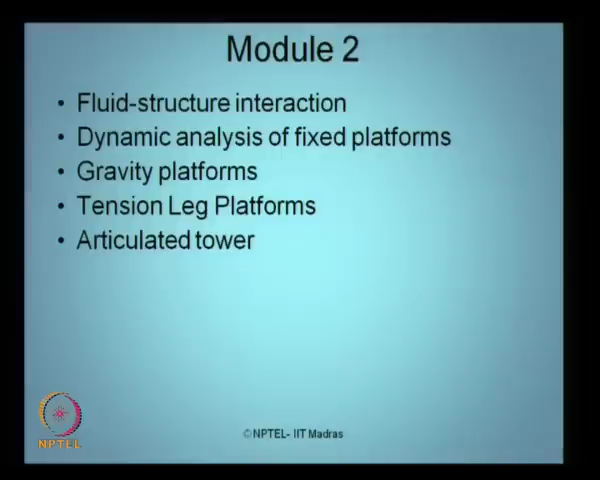 Module 2
• Fluid-structure interaction
• Dynamic analysis of fixed platforms
• Gravity platforms
• Tension Leg Platforms
• Articulated tower
NPTEL
©NPTEL- IIT Madras